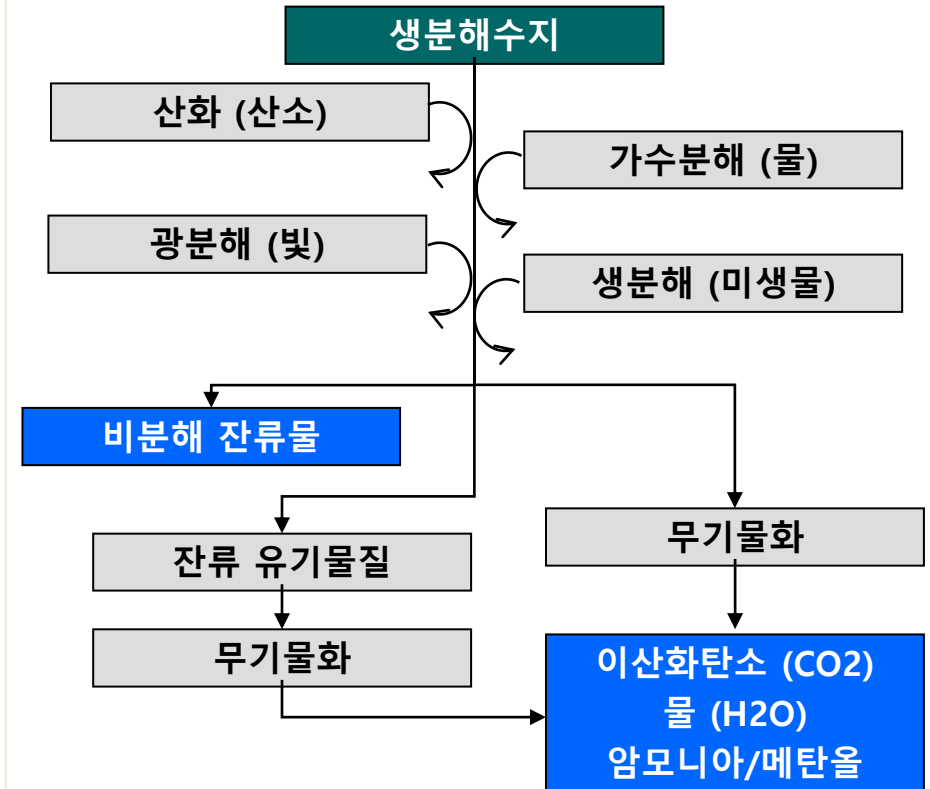 생분해수지
산화 (산소)
가수분해 (물)
광분해 (빛)
생분해 (미생물)
비분해 잔류물
무기물화
잔류 유기물질
무기물화
이산화탄소 (CO2)
물 (H2O)
암모니아/메탄올